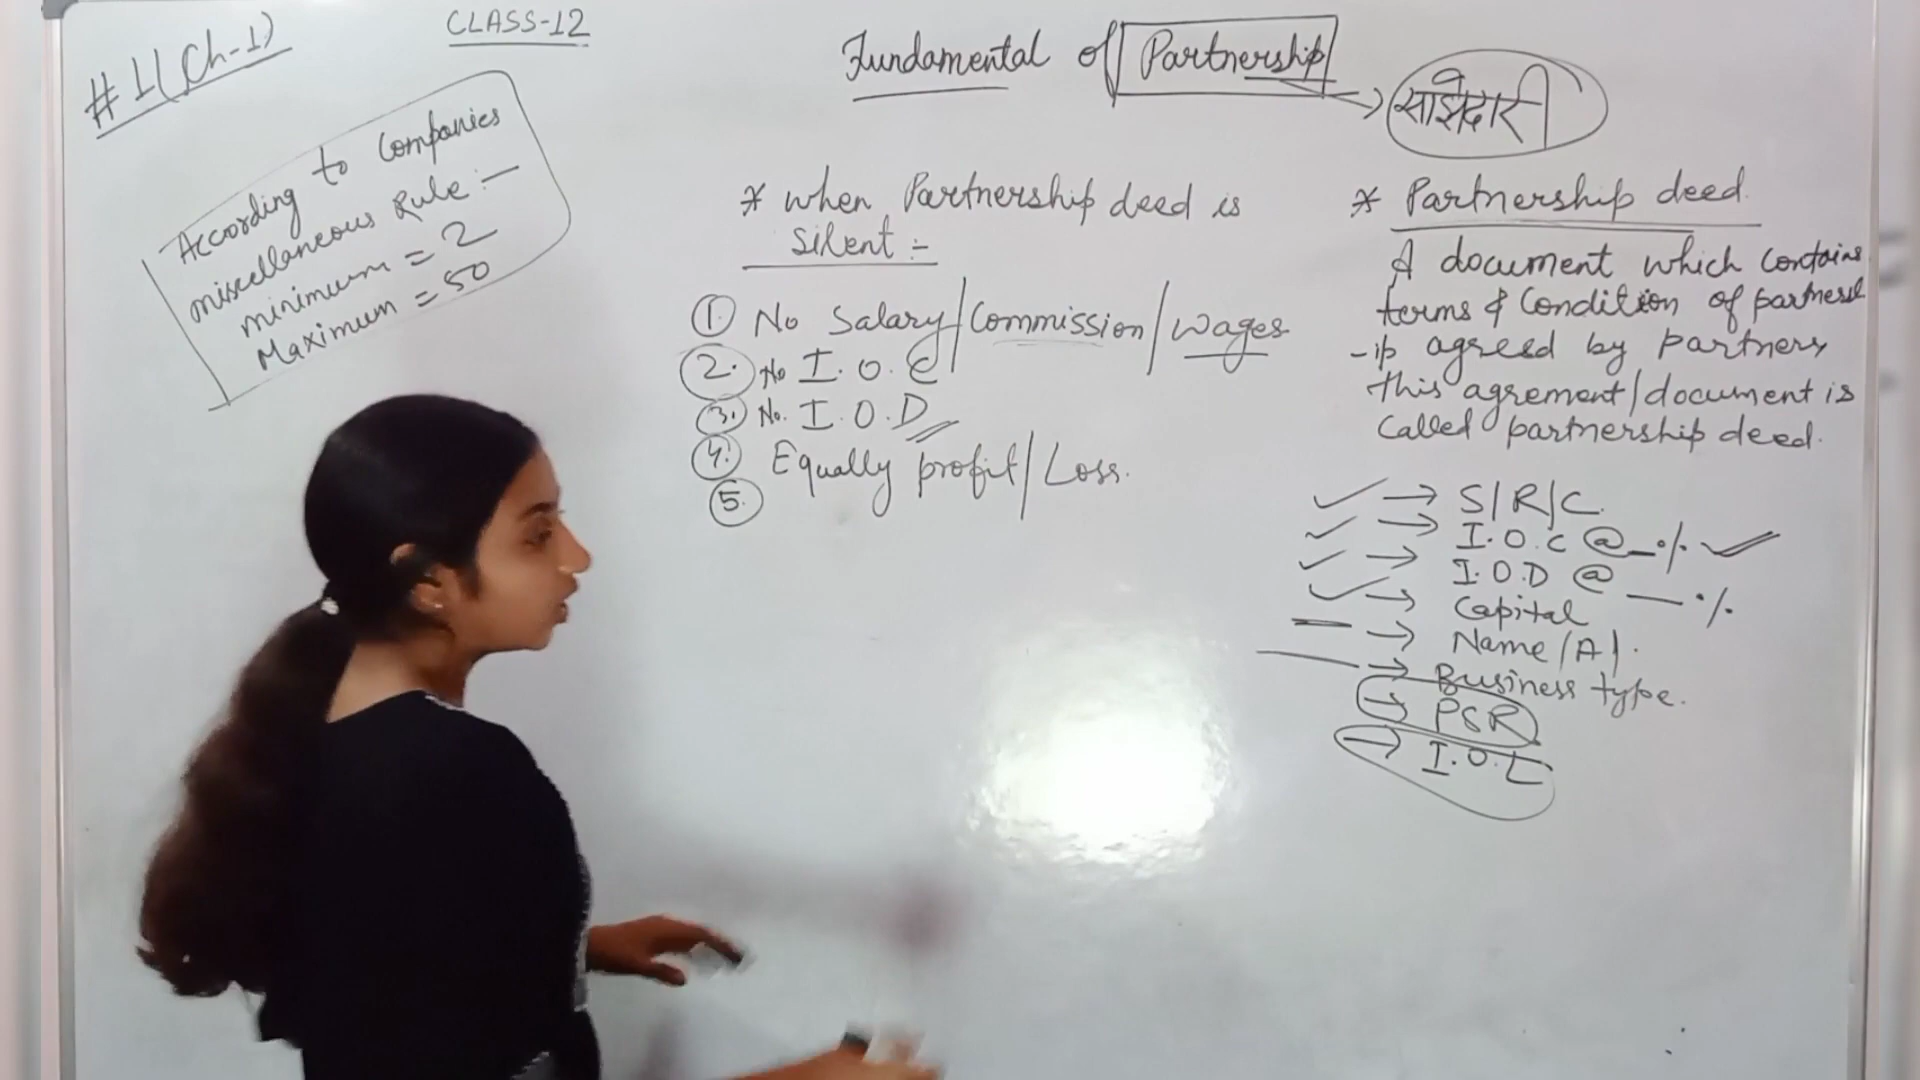 # 1 (Ch-1)
CLASS-12
Fundamental of Partnership
साझेदारी
According to Companies
miscellaneous Rule :-
minimum = 2
Maximum = 50
* when Partnership deed is
Silent :-
1. No Salary/Commission/wages
2. No I.O.C
3. No. I.O.D
4. Equally profit/Loss.
5.
* Partnership deed.
A document which contains
terms & Condition of partners
-ip agreed by partners
this agrement/document is
Called partnership deed.
→ S/R/C.
→ I.O.C @ _ %
→ I.O.D @ __ %
→ Capital
→ Name/A/.
→ Business type.
→ PSR
→ I.O.L